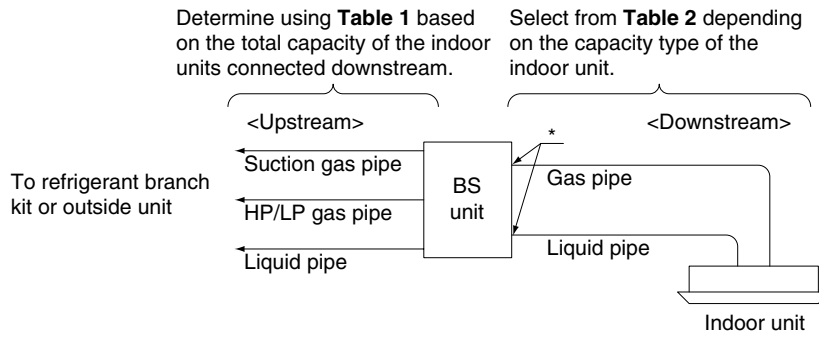 Determine using Table 1 based
on the total capacity of the indoor
units connected downstream.
Select from Table 2 depending
on the capacity type of the
indoor unit.
<Upstream>
*
<Downstream>
To refrigerant branch
kit or outside unit
Suction gas pipe
HP/LP gas pipe
Liquid pipe
BS
unit
Gas pipe
Liquid pipe
Indoor unit